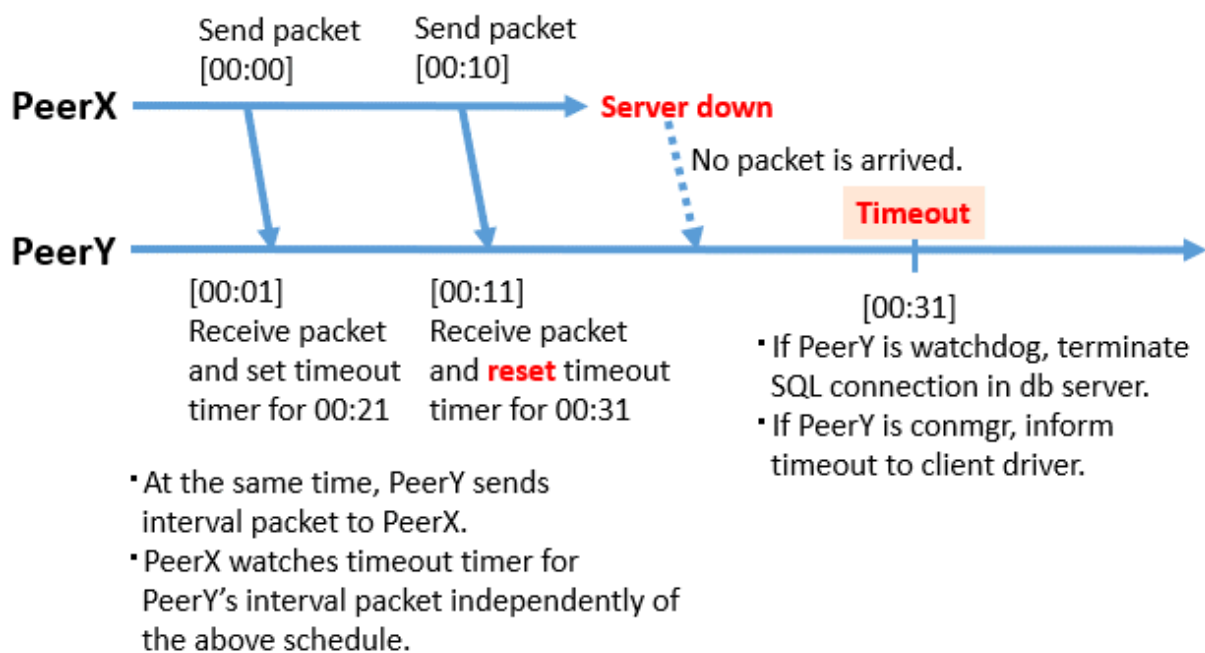 Send packet
[00:00]
Send packet
[00:10]
PeerX
Server down
No packet is arrived.
Timeout
PeerY
[00:01]
Receive packet
and set timeout
timer for 00:21
[00:11]
Receive packet
and reset timeout
timer for 00:31
[00:31]
・If PeerY is watchdog, terminate
SQL connection in db server.
・If PeerY is conmgr, inform
timeout to client driver.
・At the same time, PeerY sends
interval packet to PeerX.
・PeerX watches timeout timer for
PeerY’s interval packet independently of
the above schedule.